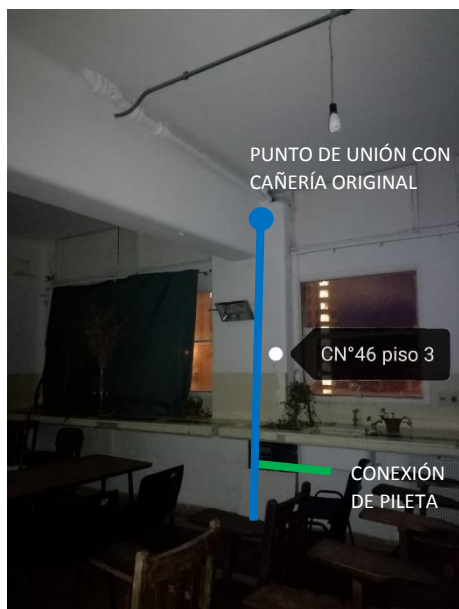 PUNTO DE UNIÓN CON
CAÑERÍA ORIGINAL
CN°46 piso 3
CONEXIÓN
DE PILETA